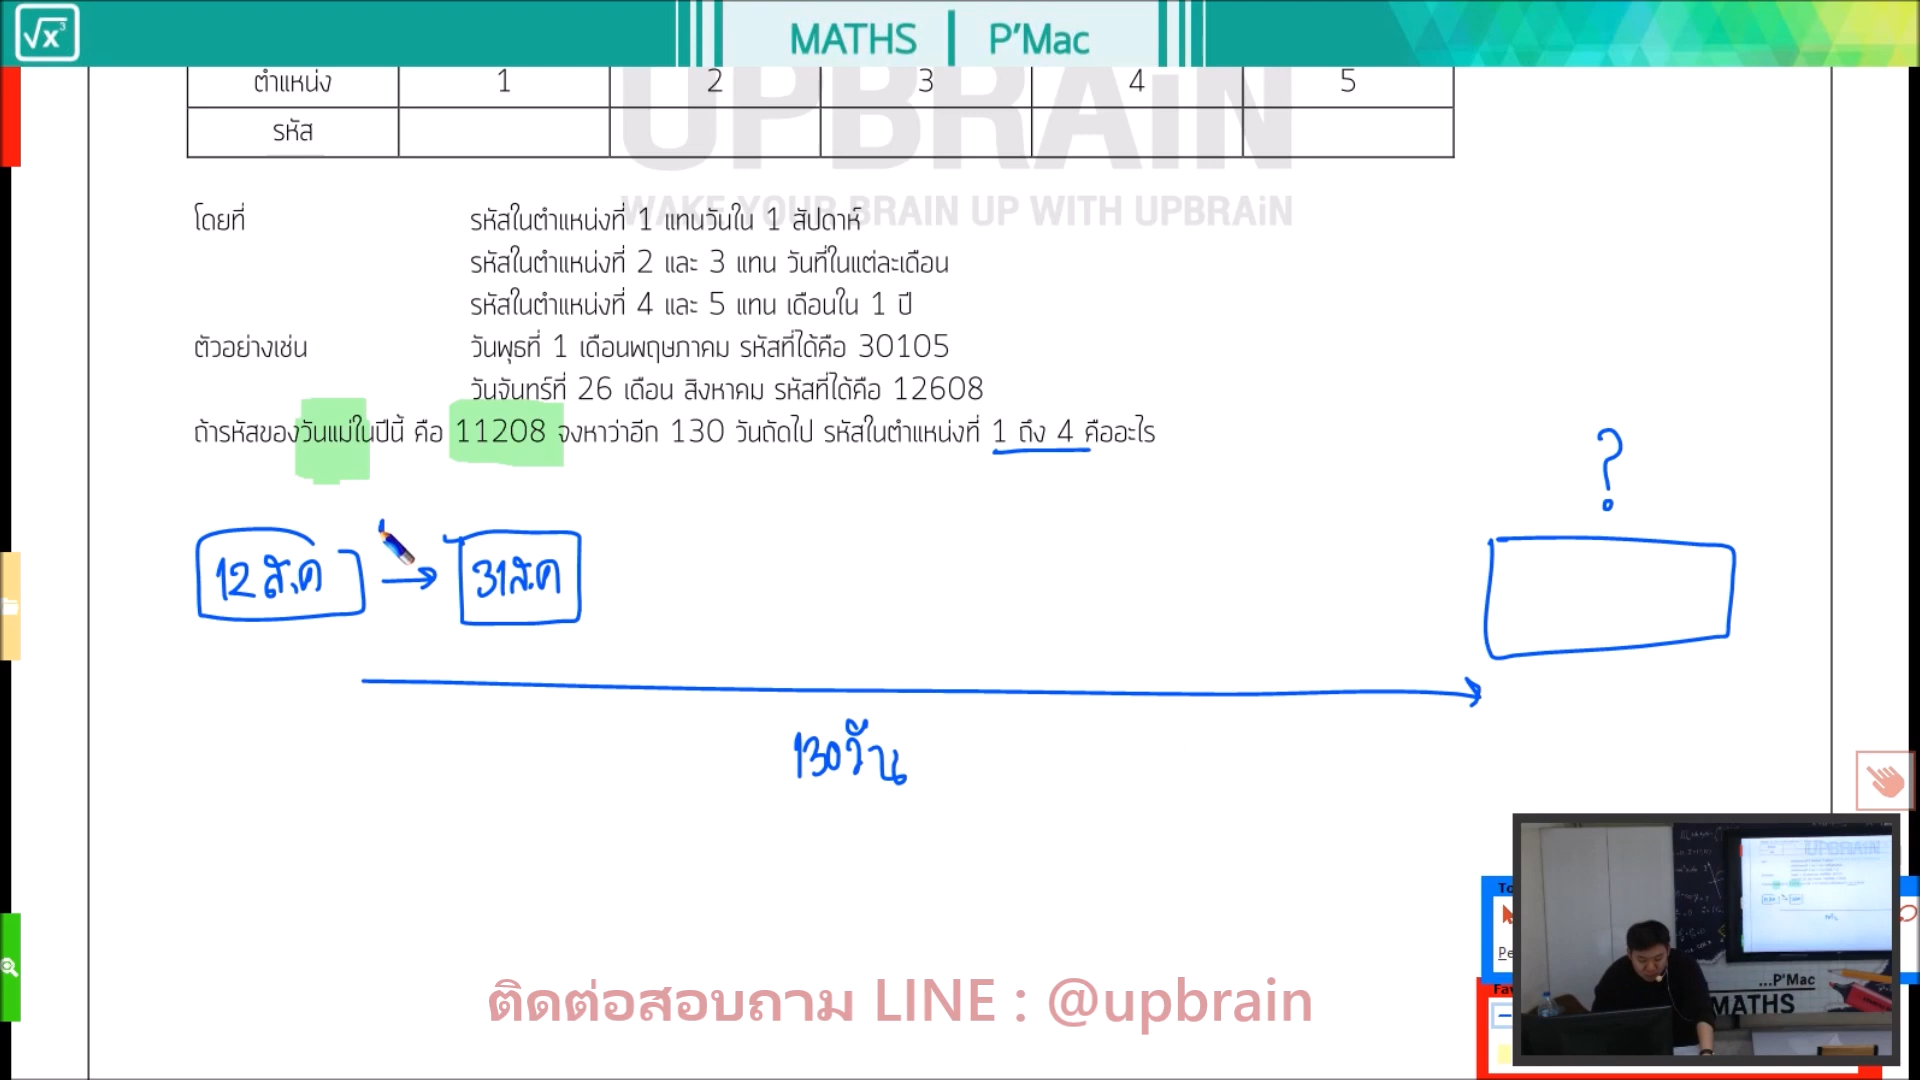 √x³
MATHS | P'Mac
ตำแหน่ง 1 2 3 4 5
รหัส
UPBRAiN
WAKE YOUR BRAIN UP WITH UPBRAiN
โดยที่ รหัสในตำแหน่งที่ 1 แทนวันใน 1 สัปดาห์
รหัสในตำแหน่งที่ 2 และ 3 แทน วันที่ในแต่ละเดือน
รหัสในตำแหน่งที่ 4 และ 5 แทน เดือนใน 1 ปี
ตัวอย่างเช่น วันพุธที่ 1 เดือนพฤษภาคม รหัสที่ได้คือ 30105
วันจันทร์ที่ 26 เดือน สิงหาคม รหัสที่ได้คือ 12608
ถ้ารหัสของวันแม่ในปีนี้ คือ 11208 จงหาว่าอีก 130 วันถัดไป รหัสในตำแหน่งที่ 1 ถึง 4 คืออะไร
?
12 ส.ค → 31 ส.ค
130 วัน
UPBRAiN
...P'Mac
MATHS
ติดต่อสอบถาม LINE : @upbrain